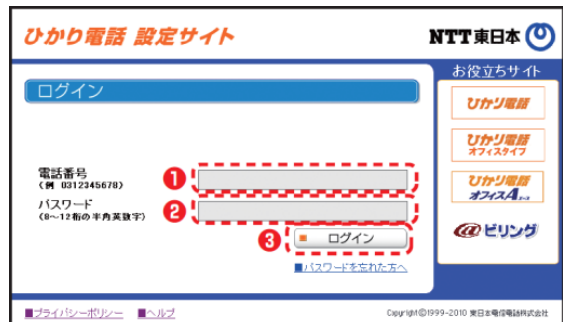 ひかり電話 設定サイト
NTT東日本
お役立ちサイト
ログイン
ひかり電話
ひかり電話
オフィスタイプ
ひかり電話
オフィスA
@ビリング
電話番号
(例 0312345678)
❶
パスワード
(8～12桁の半角英数字)
❷
❸
ログイン
■パスワードを忘れた方へ
■プライバシーポリシー ■ヘルプ
Copyright©1999-2010 東日本電信電話株式会社